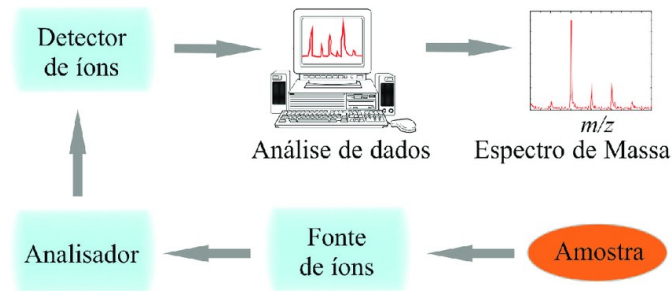 Detector
de íons
Análise de dados
m/z
Espectro de Massa
Analisador
Fonte
de íons
Amostra